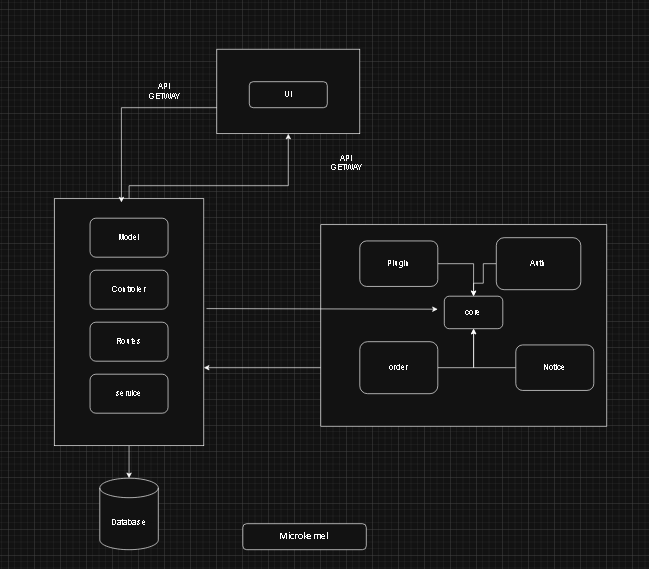 UI
API
GETWAY
API
GETWAY
Model
Controler
Routes
service
Plugin
Auth
core
order
Notice
Database
Microkernel